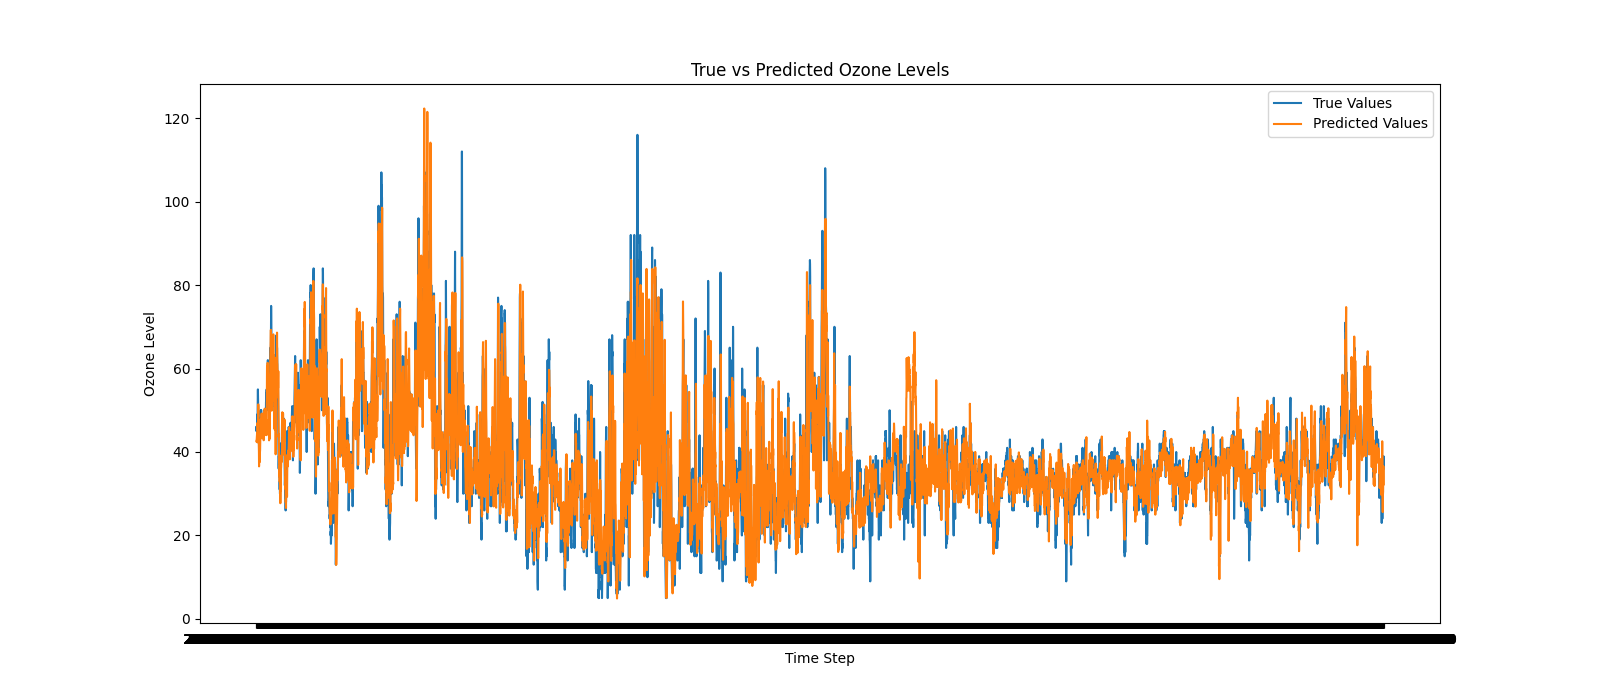 True vs Predicted Ozone Levels
True Values
Predicted Values
120
100
80
60
40
20
0
Ozone Level
Time Step